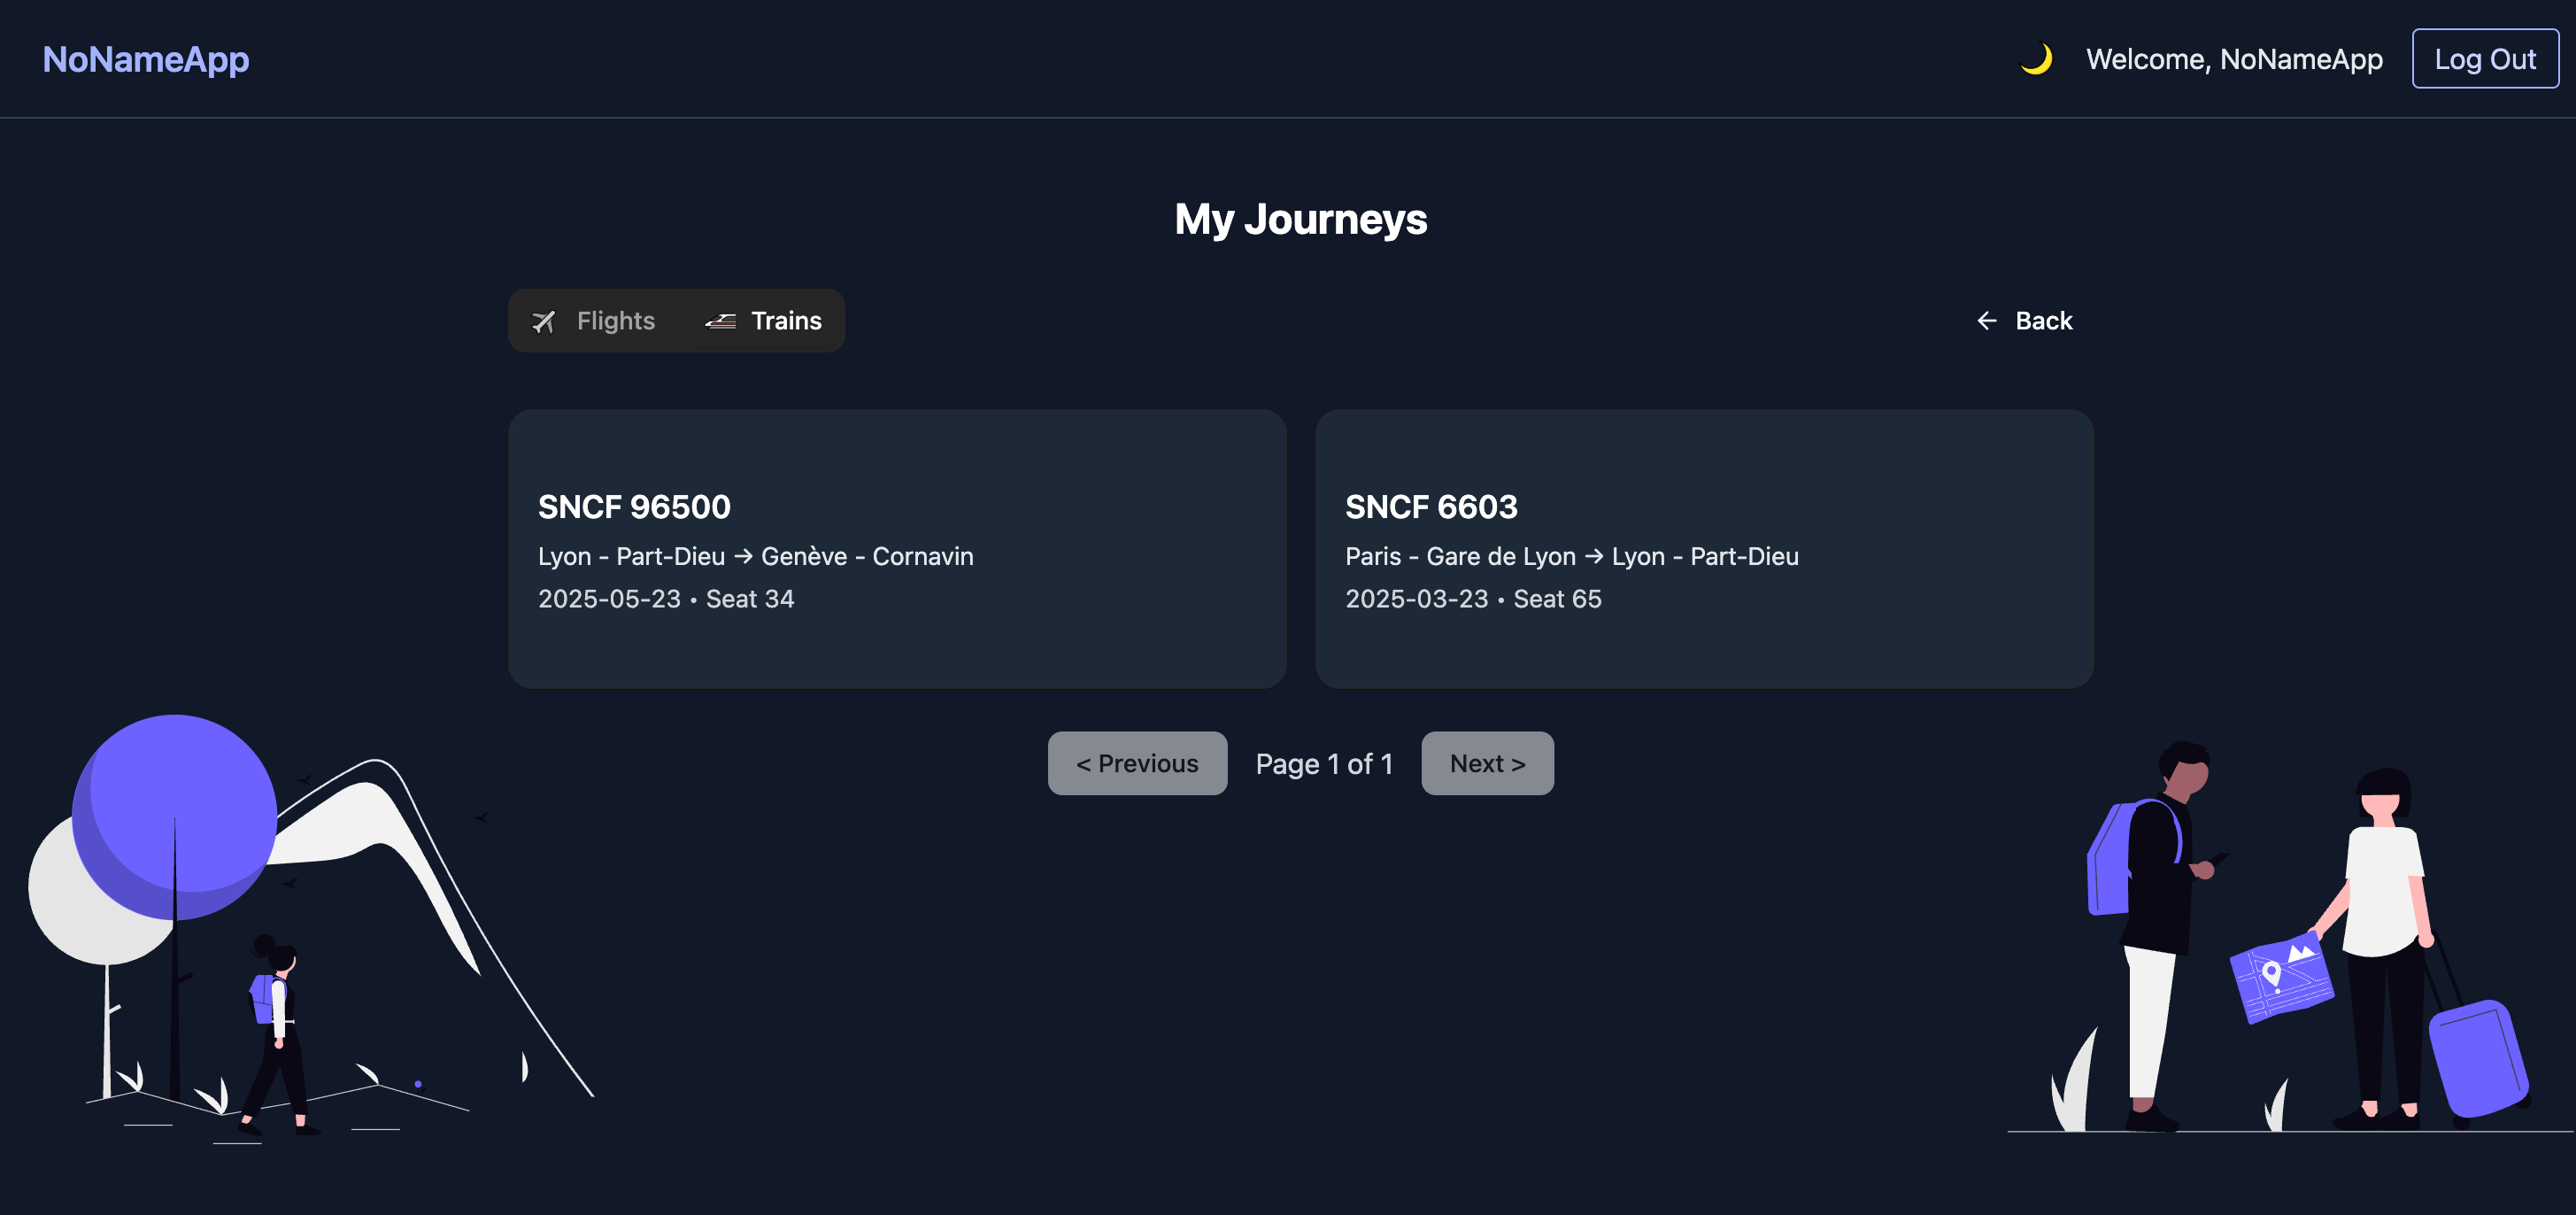 NoNameApp
Welcome, NoNameApp
Log Out
My Journeys
Flights
Trains
← Back
SNCF 96500
Lyon - Part-Dieu → Genève - Cornavin
2025-05-23 • Seat 34
SNCF 6603
Paris - Gare de Lyon → Lyon - Part-Dieu
2025-03-23 • Seat 65
< Previous
Page 1 of 1
Next >